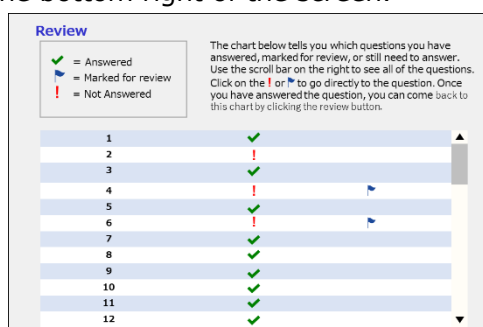 he bottom right of the screen.
Review
= Answered
= Marked for review
! = Not Answered
The chart below tells you which questions you have
answered, marked for review, or still need to answer.
Use the scroll bar on the right to see all of the questions.
Click on the ! or to go directly to the question. Once
you have answered the question, you can come back to
this chart by clicking the review button.
1
2 !
3
4 !
5
6 !
7
8
9
10
11
12